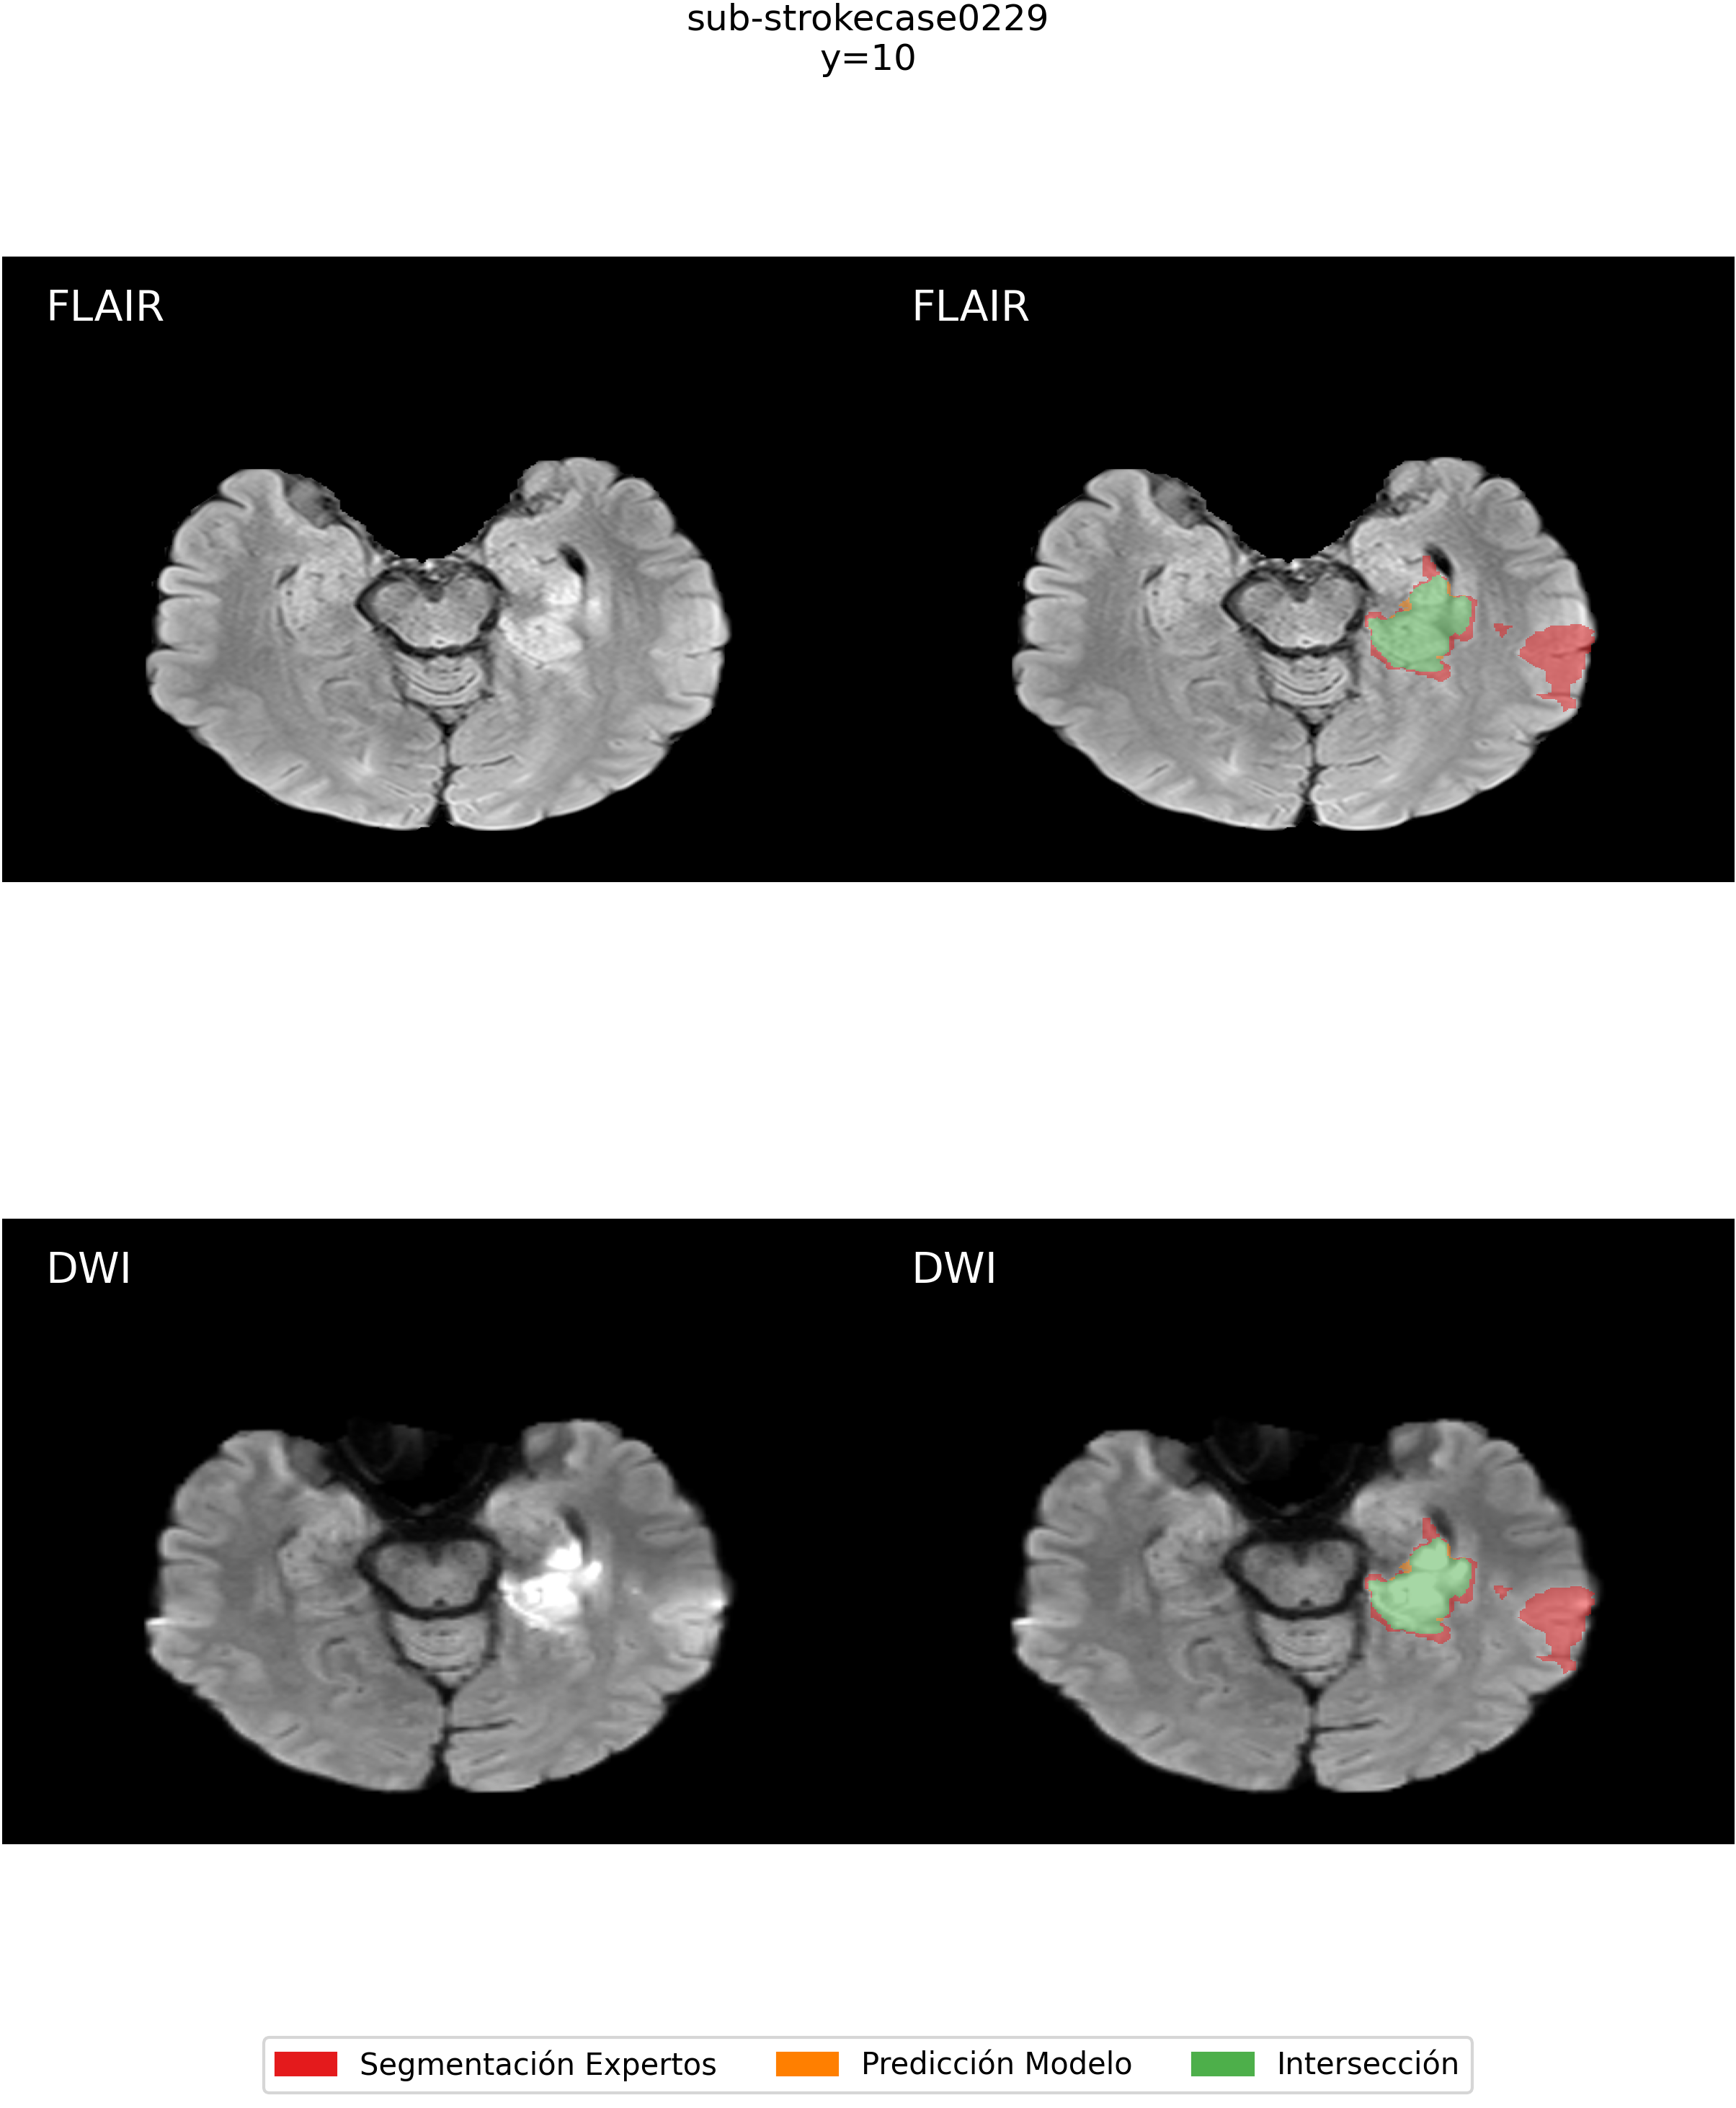 sub-strokecase0229
y=10
FLAIR
FLAIR
DWI
DWI
Segmentación Expertos
Predicción Modelo
Intersección